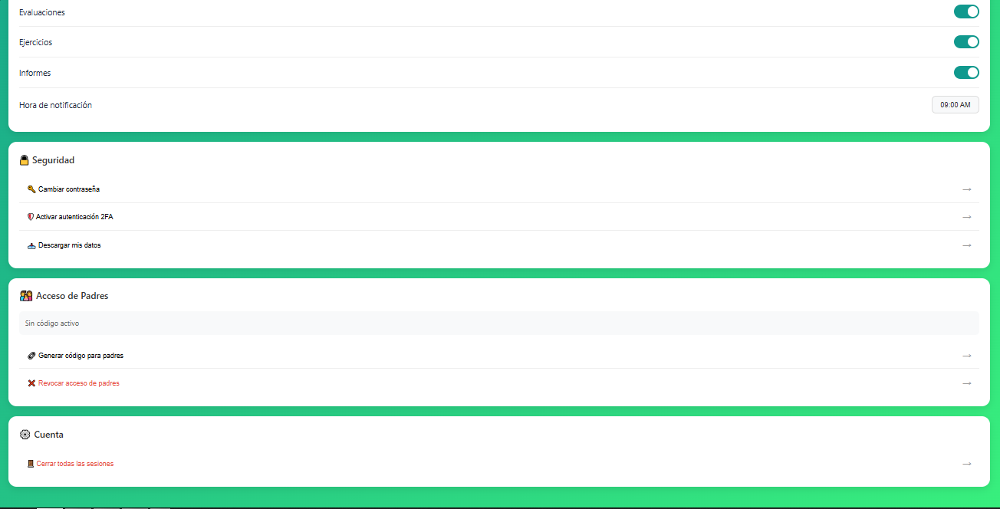 Evaluaciones
Ejercicios
Informes
Hora de notificación 09:00 AM
Seguridad
Cambiar contraseña →
Activar autenticación 2FA →
Descargar mis datos →
Acceso de Padres
Sin código activo
Generar código para padres →
Revocar acceso de padres →
Cuenta
Cerrar todas las sesiones →